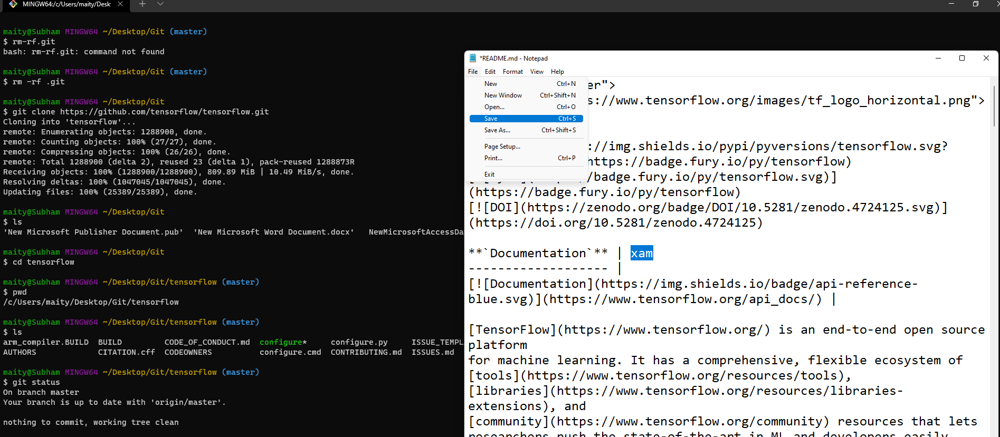 MINGW64:/c/Users/maity/Desk
maity@Subham MINGW64 ~/Desktop/Git (master)
$ rm-rf.git
bash: rm-rf.git: command not found
maity@Subham MINGW64 ~/Desktop/Git (master)
$ rm -rf .git
maity@Subham MINGW64 ~/Desktop/Git
$ git clone https://github.com/tensorflow/tensorflow.git
Cloning into 'tensorflow'...
remote: Enumerating objects: 1288900, done.
remote: Counting objects: 100% (27/27), done.
remote: Compressing objects: 100% (26/26), done.
remote: Total 1288900 (delta 2), reused 23 (delta 1), pack-reused 1288873R
Receiving objects: 100% (1288900/1288900), 809.89 MiB | 10.49 MiB/s, done.
Resolving deltas: 100% (1047045/1047045), done.
Updating files: 100% (25389/25389), done.
maity@Subham MINGW64 ~/Desktop/Git
$ ls
'New Microsoft Publisher Document.pub'  'New Microsoft Word Document.docx'   NewMicrosoftAccessDa
maity@Subham MINGW64 ~/Desktop/Git
$ cd tensorflow
maity@Subham MINGW64 ~/Desktop/Git/tensorflow (master)
$ pwd
/c/Users/maity/Desktop/Git/tensorflow
maity@Subham MINGW64 ~/Desktop/Git/tensorflow (master)
$ ls
arm_compiler.BUILD  BUILD         CODE_OF_CONDUCT.md  configure*     configure.py     ISSUE_TEMPL
AUTHORS             CITATION.cff  CODEOWNERS          configure.cmd  CONTRIBUTING.md  ISSUES.md
maity@Subham MINGW64 ~/Desktop/Git/tensorflow (master)
$ git status
On branch master
Your branch is up to date with 'origin/master'.
nothing to commit, working tree clean
*README.md - Notepad
File Edit Format View Help
New Ctrl+N
New Window Ctrl+Shift+N
Open... Ctrl+O
Save Ctrl+S
Save As... Ctrl+Shift+S
Page Setup...
Print... Ctrl+P
Exit
er">
s://www.tensorflow.org/images/tf_logo_horizontal.png">
://img.shields.io/pypi/pyversions/tensorflow.svg?
https://badge.fury.io/py/tensorflow)
/badge.fury.io/py/tensorflow.svg)]
(https://badge.fury.io/py/tensorflow)
[![DOI](https://zenodo.org/badge/DOI/10.5281/zenodo.4724125.svg)]
(https://doi.org/10.5281/zenodo.4724125)
**`Documentation`** | xam
------------------- |
[![Documentation](https://img.shields.io/badge/api-reference-
blue.svg)](https://www.tensorflow.org/api_docs/) |
[TensorFlow](https://www.tensorflow.org/) is an end-to-end open source
platform
for machine learning. It has a comprehensive, flexible ecosystem of
[tools](https://www.tensorflow.org/resources/tools),
[libraries](https://www.tensorflow.org/resources/libraries-
extensions), and
[community](https://www.tensorflow.org/community) resources that lets
researchers push the state-of-the-art in ML and developers easily